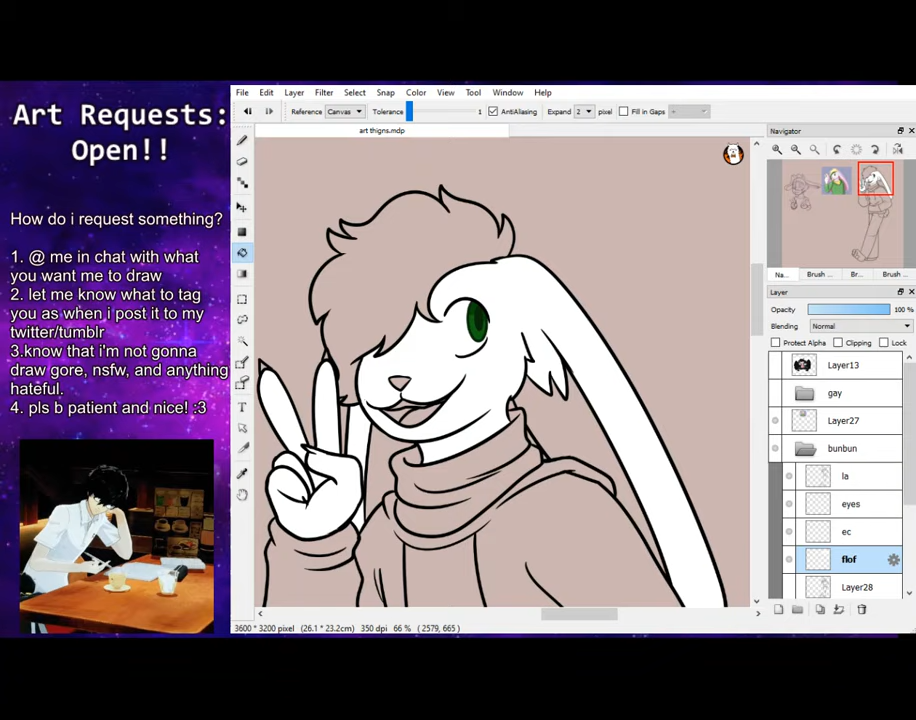 Art Requests:
Open!!
How do i request something?
1. @ me in chat with what
you want me to draw
2. let me know what to tag
you as when i post it to my
twitter/tumblr
3.know that i'm not gonna
draw gore, nsfw, and anything
hateful.
4. pls b patient and nice! :3
File Edit Layer Filter Select Snap Color View Tool Window Help
Reference Canvas Tolerance 1 AntiAliasing Expand 2 pixel Fill in Gaps
art thigns.mdp
Navigator
Na... Brush ... Br... Brush ...
Layer
Opacity 100 %
Blending Normal
Protect Alpha Clipping Lock
Layer13
gay
Layer27
bunbun
la
eyes
ec
flof
Layer28
3600 * 3200 pixel (26.1 * 23.2cm) 350 dpi 66 % ( 2579, 665 )